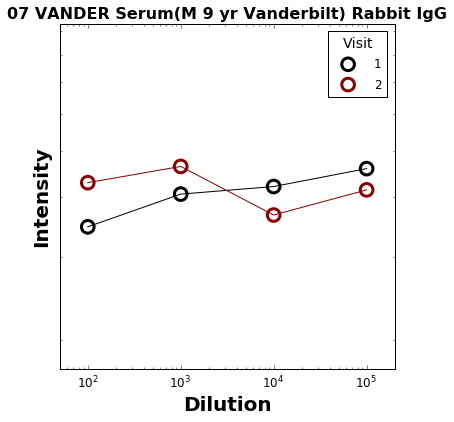 07 VANDER Serum(M 9 yr Vanderbilt) Rabbit IgG
Visit
1
2
Intensity
10^2 10^3 10^4 10^5
Dilution